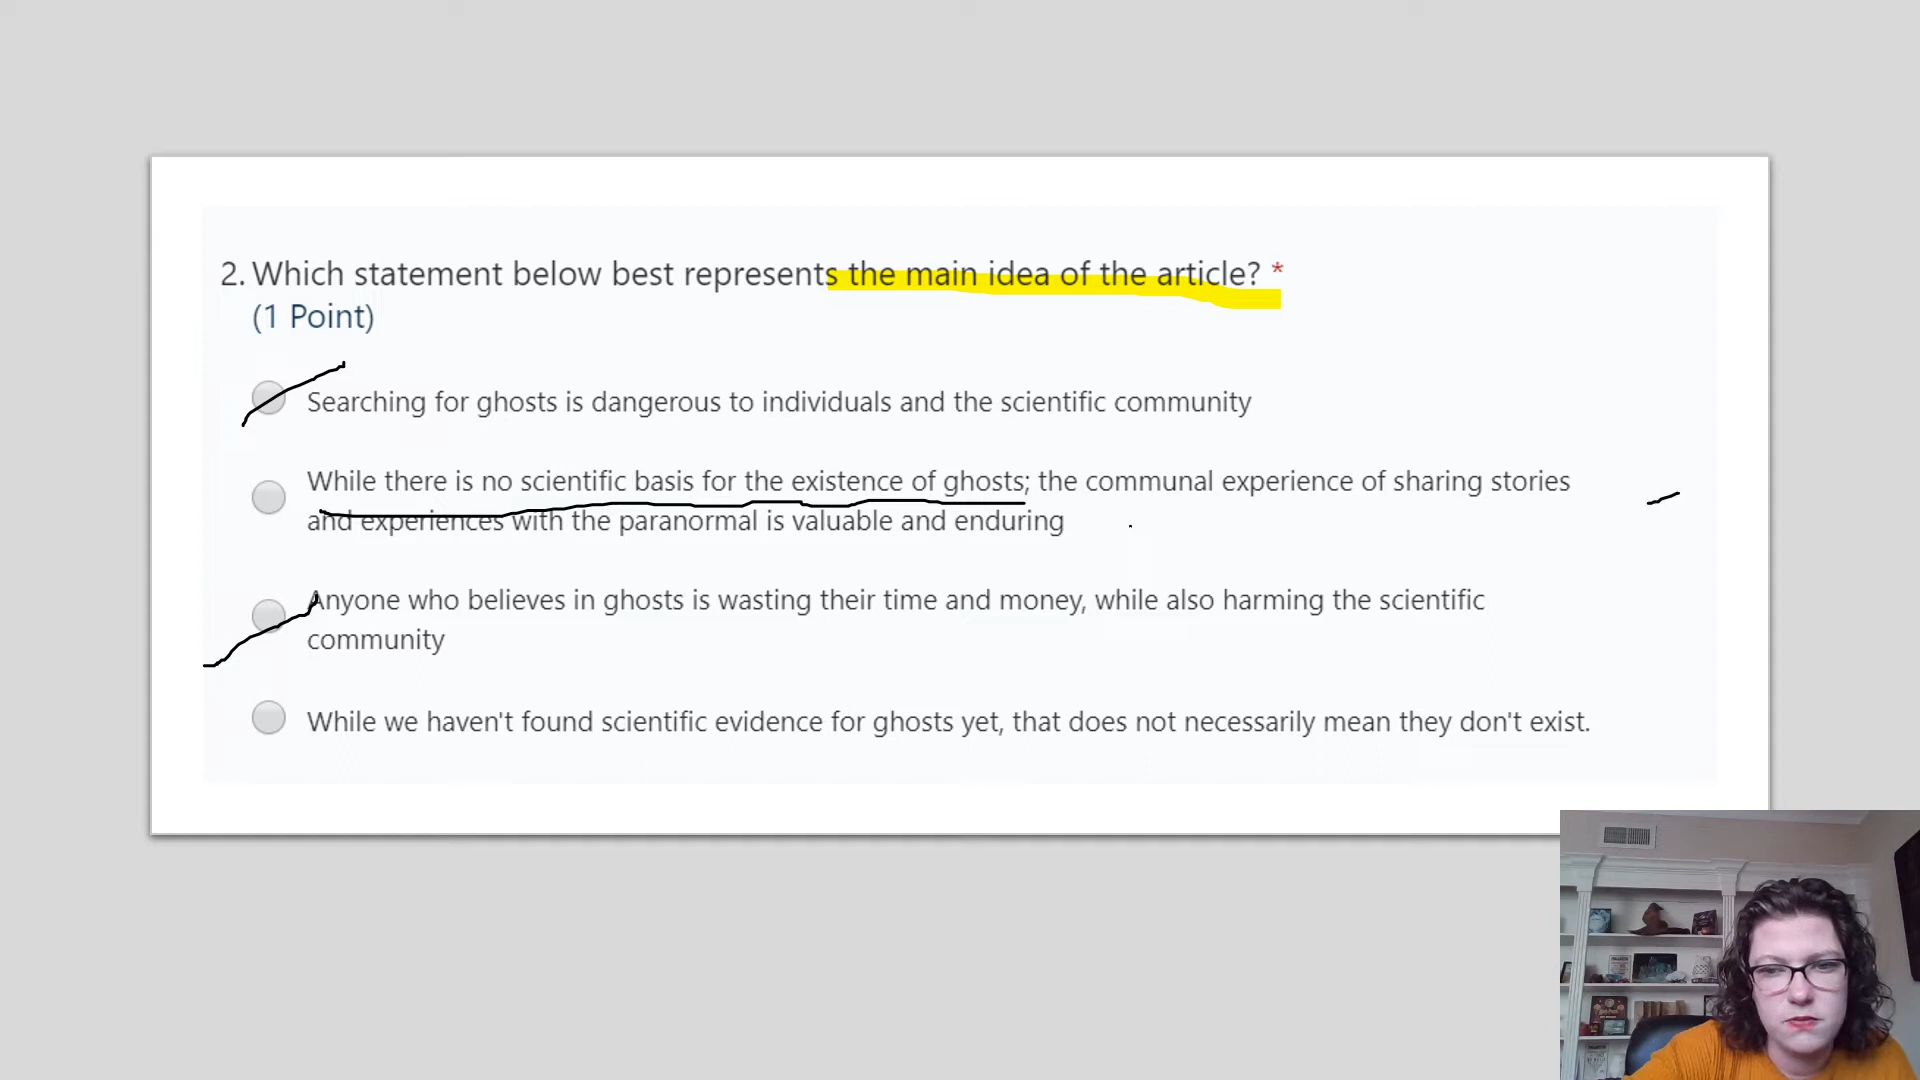 2. Which statement below best represents the main idea of the article? *
(1 Point)
Searching for ghosts is dangerous to individuals and the scientific community
While there is no scientific basis for the existence of ghosts; the communal experience of sharing stories
and experiences with the paranormal is valuable and enduring
Anyone who believes in ghosts is wasting their time and money, while also harming the scientific
community
While we haven't found scientific evidence for ghosts yet, that does not necessarily mean they don't exist.